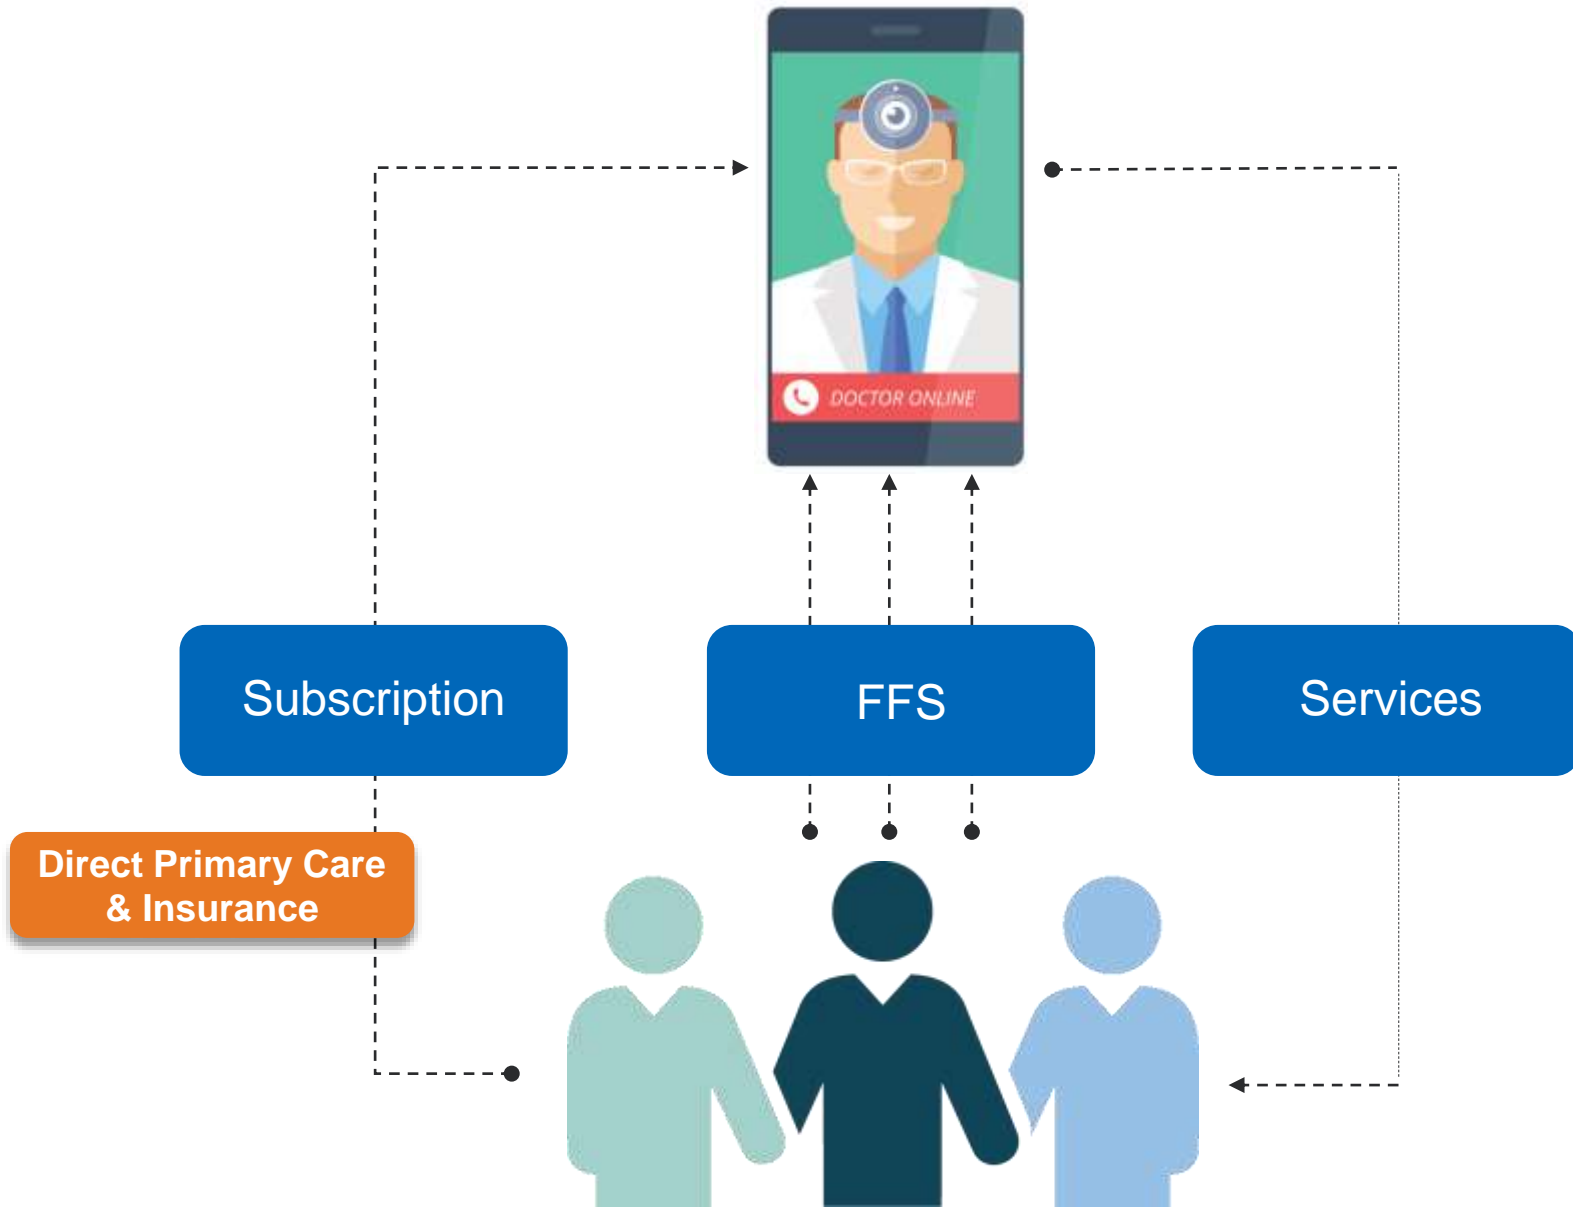 DOCTOR ONLINE
Subscription
FFS
Services
Direct Primary Care
& Insurance